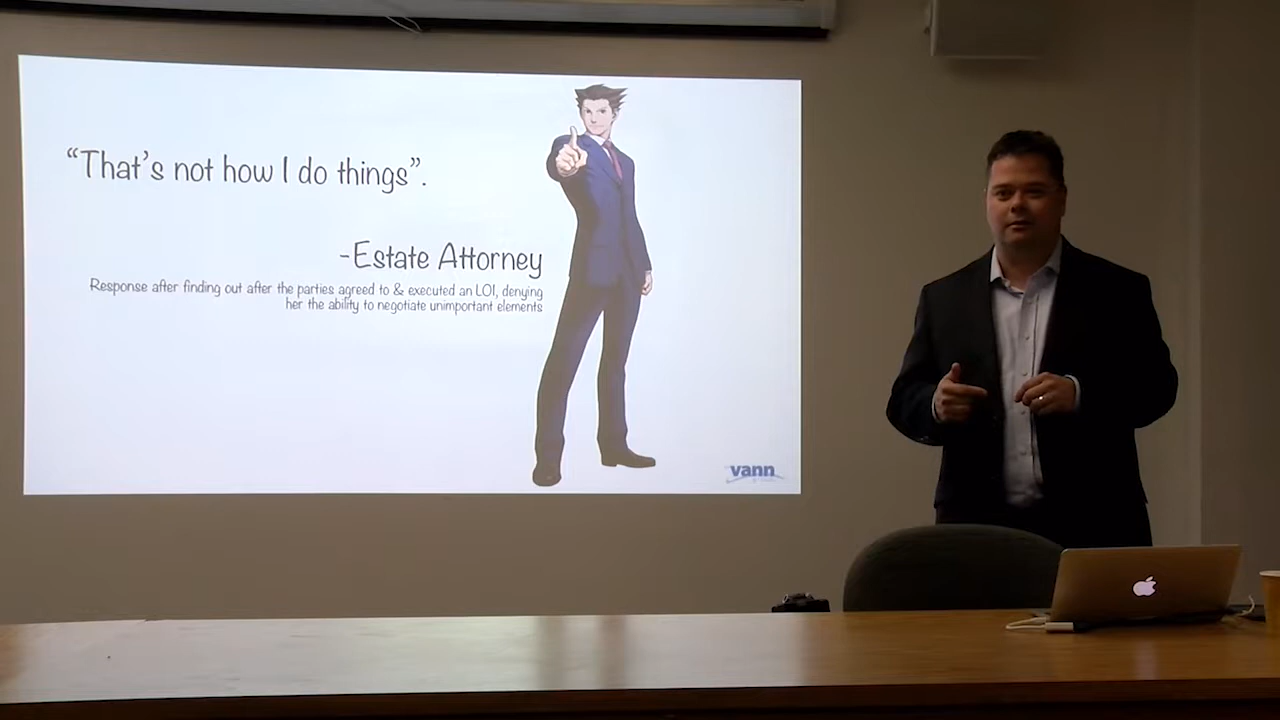 “That’s not how I do things”.
-Estate Attorney
Response after finding out after the parties agreed to & executed an LOI, denying
her the ability to negotiate unimportant elements
vann